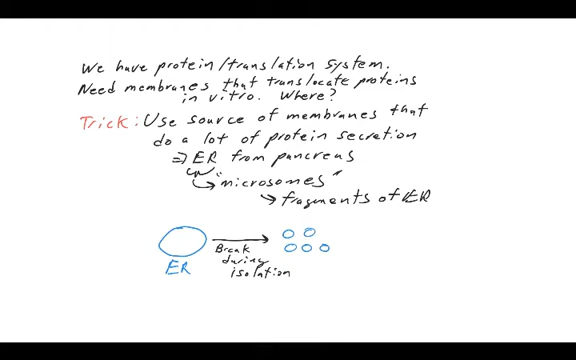 We have protein/translation system.
Need membranes that translocate proteins
in vitro. Where?
Trick: Use source of membranes that
do a lot of protein secretion
⇒ ER from pancreas
↳ "microsomes"
↳ fragments of ER
ER
Break
during
isolation